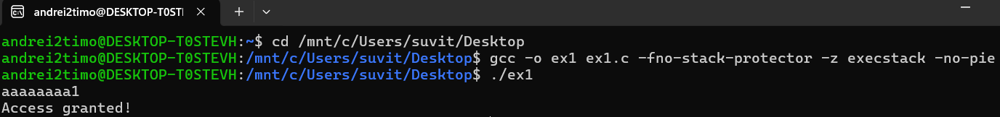 andrei2timo@DESKTOP-T0STI
andrei2timo@DESKTOP-T0STEVH:~$ cd /mnt/c/Users/suvit/Desktop
andrei2timo@DESKTOP-T0STEVH:/mnt/c/Users/suvit/Desktop$ gcc -o ex1 ex1.c -fno-stack-protector -z execstack -no-pie
andrei2timo@DESKTOP-T0STEVH:/mnt/c/Users/suvit/Desktop$ ./ex1
aaaaaaaa1
Access granted!